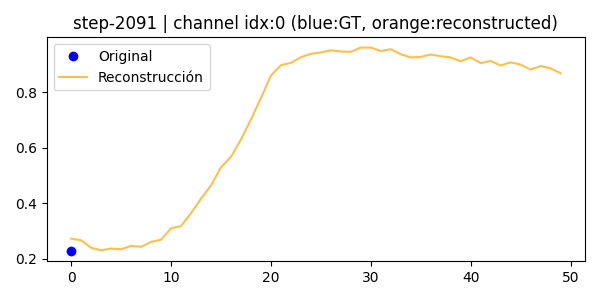 step-2091 | channel idx:0 (blue:GT, orange:reconstructed)
Original
Reconstrucción
0.8
0.6
0.4
0.2
0 10 20 30 40 50